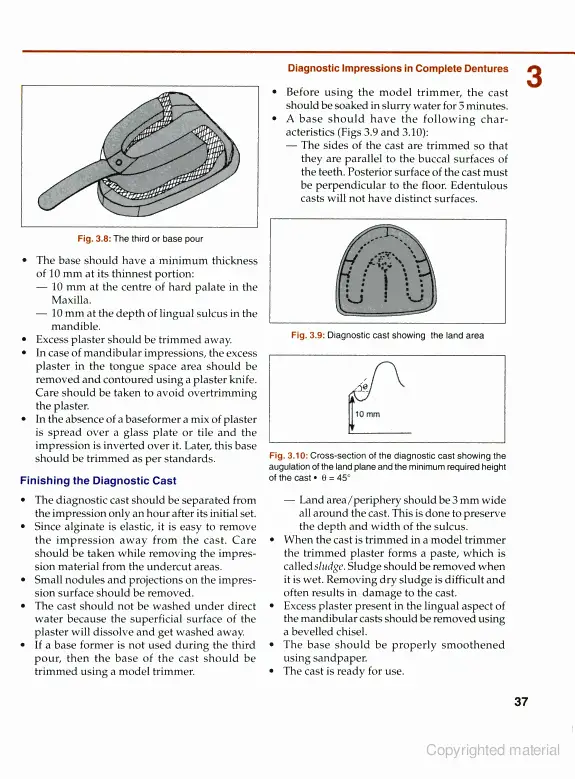 Diagnostic Impressions in Complete Dentures
3
Fig. 3.8: The third or base pour
• The base should have a minimum thickness
of 10 mm at its thinnest portion:
— 10 mm at the centre of hard palate in the
Maxilla.
— 10 mm at the depth of lingual sulcus in the
mandible.
• Excess plaster should be trimmed away.
• In case of mandibular impressions, the excess
plaster in the tongue space area should be
removed and contoured using a plaster knife.
Care should be taken to avoid overtrimming
the plaster.
• In the absence of a baseformer a mix of plaster
is spread over a glass plate or tile and the
impression is inverted over it. Later, this base
should be trimmed as per standards.
Finishing the Diagnostic Cast
• The diagnostic cast should be separated from
the impression only an hour after its initial set.
• Since alginate is elastic, it is easy to remove
the impression away from the cast. Care
should be taken while removing the impres-
sion material from the undercut areas.
• Small nodules and projections on the impres-
sion surface should be removed.
• The cast should not be washed under direct
water because the superficial surface of the
plaster will dissolve and get washed away.
• If a base former is not used during the third
pour, then the base of the cast should be
trimmed using a model trimmer.
• Before using the model trimmer, the cast
should be soaked in slurry water for 5 minutes.
• A base should have the following char-
acteristics (Figs 3.9 and 3.10):
— The sides of the cast are trimmed so that
they are parallel to the buccal surfaces of
the teeth. Posterior surface of the cast must
be perpendicular to the floor. Edentulous
casts will not have distinct surfaces.
Fig. 3.9: Diagnostic cast showing the land area
θ
10 mm
Fig. 3.10: Cross-section of the diagnostic cast showing the
augulation of the land plane and the minimum required height
of the cast • θ = 45°
— Land area/periphery should be 3 mm wide
all around the cast. This is done to preserve
the depth and width of the sulcus.
• When the cast is trimmed in a model trimmer
the trimmed plaster forms a paste, which is
called sludge. Sludge should be removed when
it is wet. Removing dry sludge is difficult and
often results in damage to the cast.
• Excess plaster present in the lingual aspect of
the mandibular casts should be removed using
a bevelled chisel.
• The base should be properly smoothened
using sandpaper.
• The cast is ready for use.
37
Copyrighted material